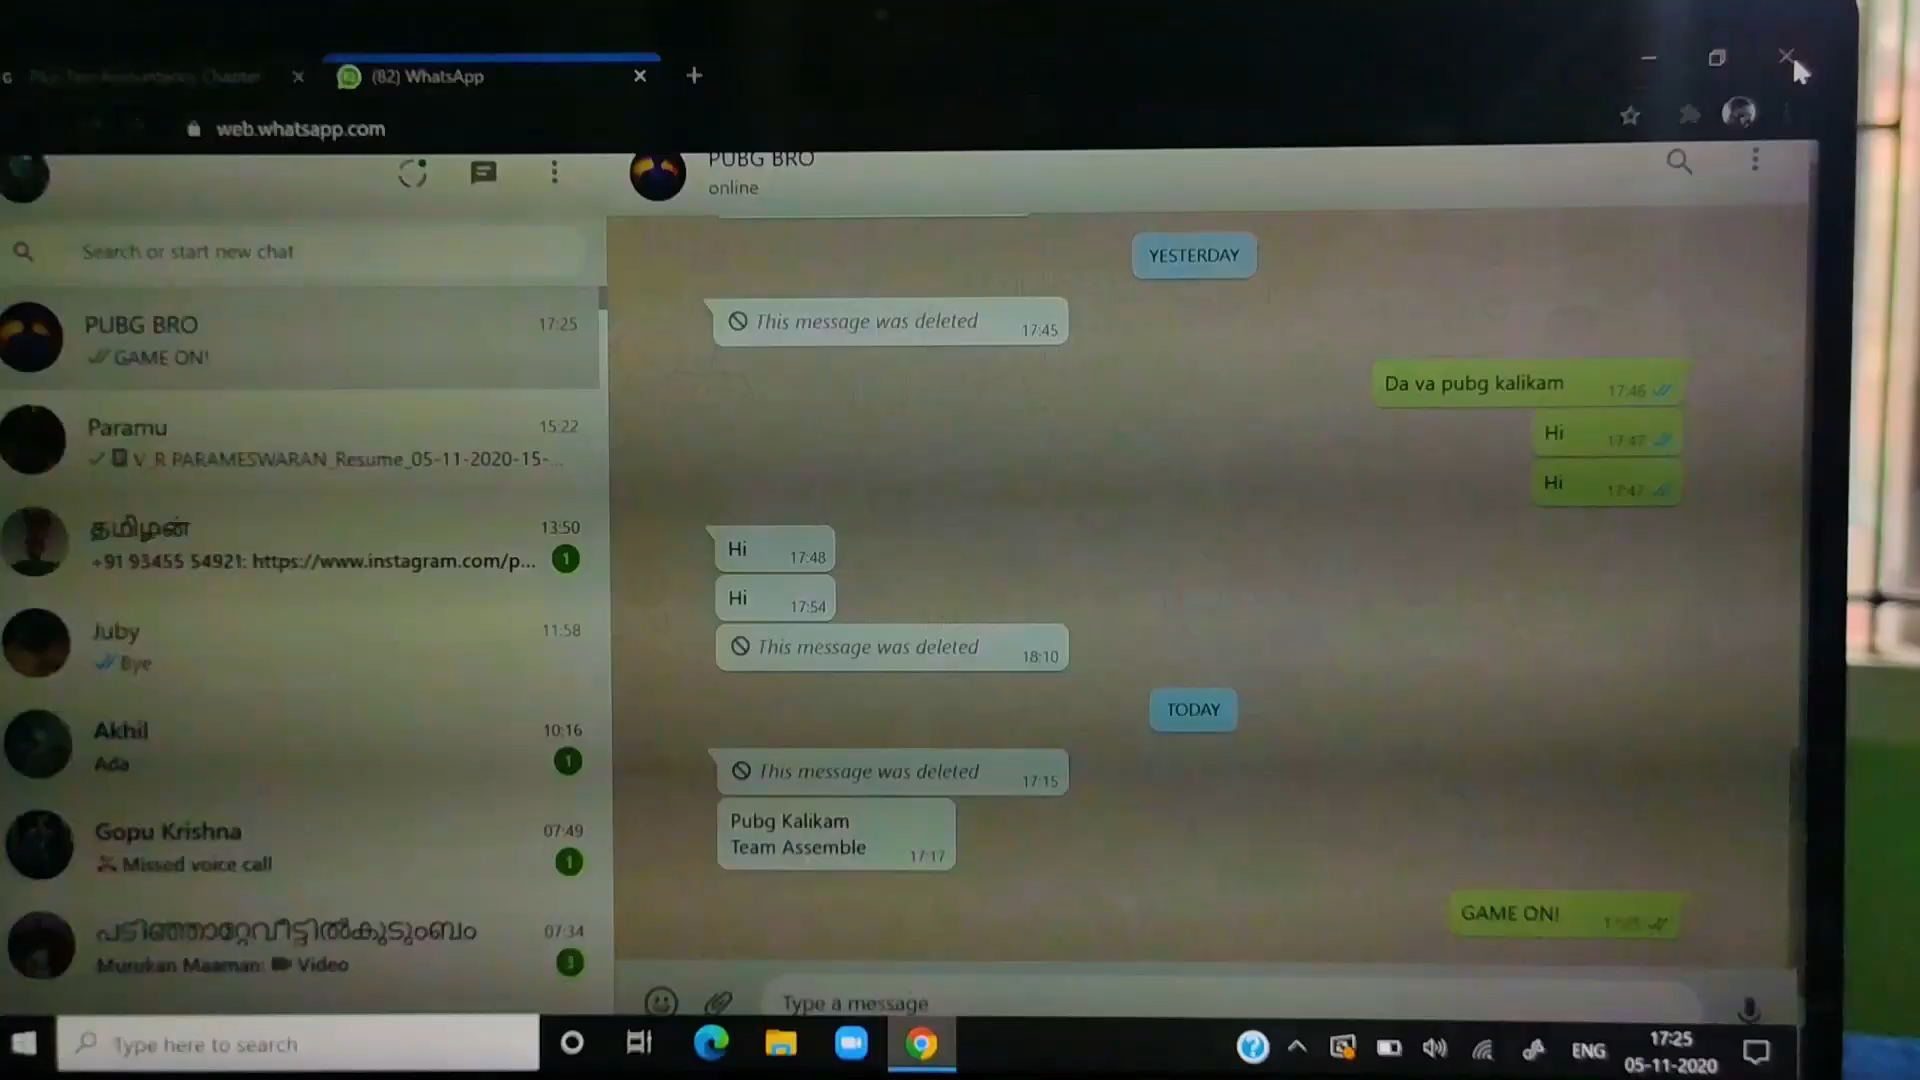 (82) WhatsApp
web.whatsapp.com
Search or start new chat
PUBG BRO 17:25
GAME ON!
Paramu 15:22
V R PARAMESWARAN_Resume_05-11-2020-15-...
தமிழன் 13:50
+91 93455 54921: https://www.instagram.com/p... 1
Juby 11:58
Bye
Akhil 10:16
Ada 1
Gopu Krishna 07:49
Missed voice call 1
പടിഞ്ഞാറ്റേവീട്ടിൽകുടുംബം 07:34
Murukan Maaman: Video 3
PUBG BRO
online
YESTERDAY
This message was deleted 17:45
Da va pubg kalikam 17:46
Hi 17:47
Hi 17:47
Hi 17:48
Hi 17:54
This message was deleted 18:10
TODAY
This message was deleted 17:15
Pubg Kalikam
Team Assemble 17:17
GAME ON!
Type a message
Type here to search
ENG
17:25
05-11-2020